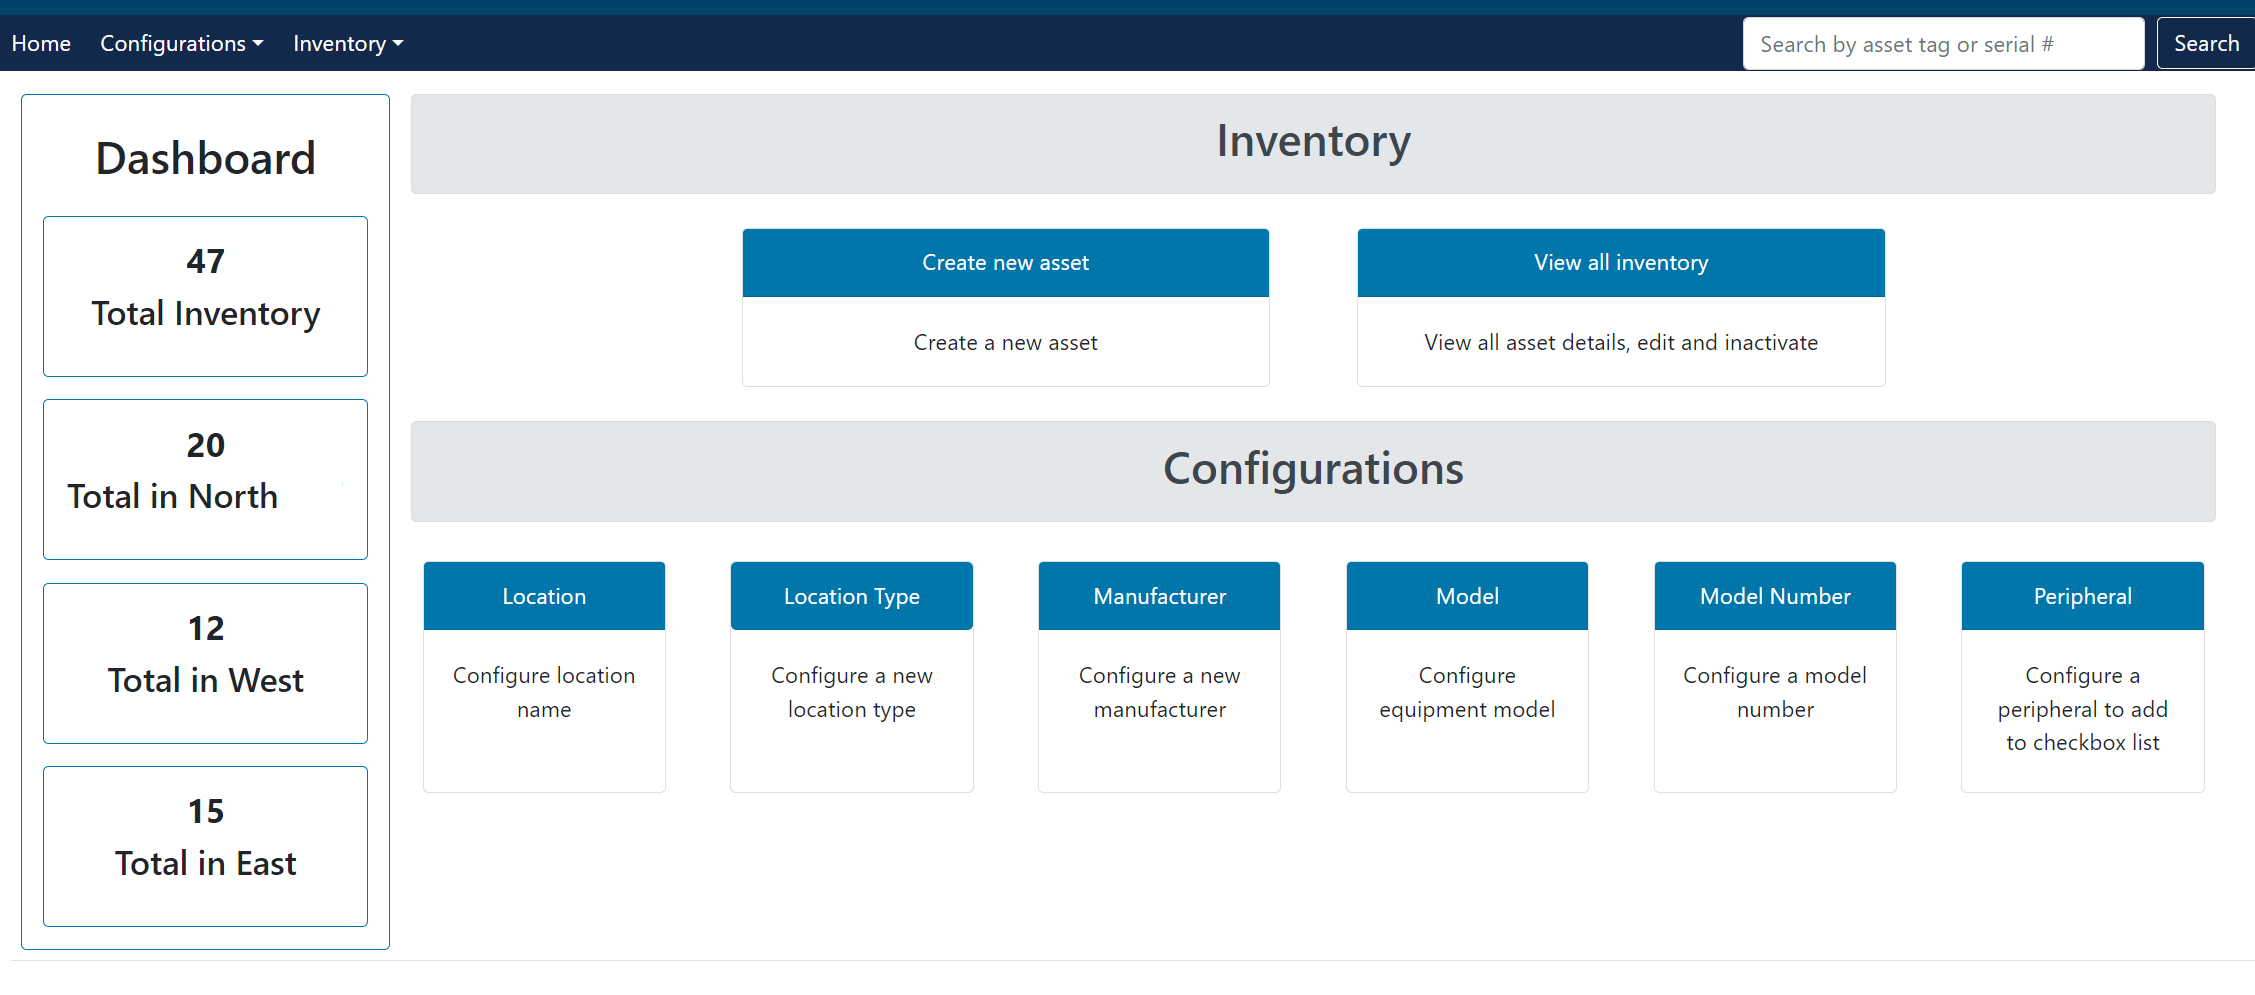 Home Configurations Inventory Search by asset tag or serial # Search
Dashboard
47
Total Inventory
20
Total in North
12
Total in West
15
Total in East
Inventory
Create new asset
Create a new asset
View all inventory
View all asset details, edit and inactivate
Configurations
Location
Configure location
name
Location Type
Configure a new
location type
Manufacturer
Configure a new
manufacturer
Model
Configure
equipment model
Model Number
Configure a model
number
Peripheral
Configure a
peripheral to add
to checkbox list